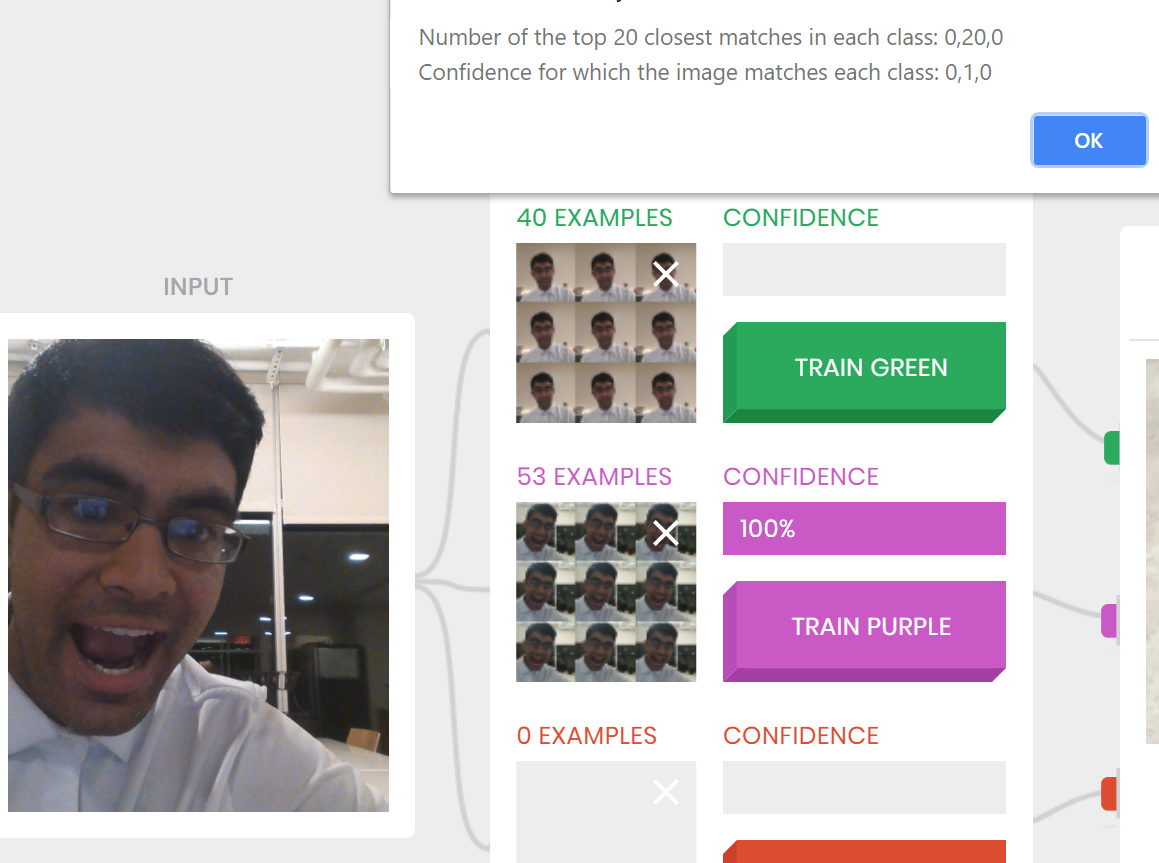 Number of the top 20 closest matches in each class: 0,20,0
Confidence for which the image matches each class: 0,1,0
OK
INPUT
40 EXAMPLES
CONFIDENCE
TRAIN GREEN
53 EXAMPLES
CONFIDENCE
100%
TRAIN PURPLE
0 EXAMPLES
CONFIDENCE